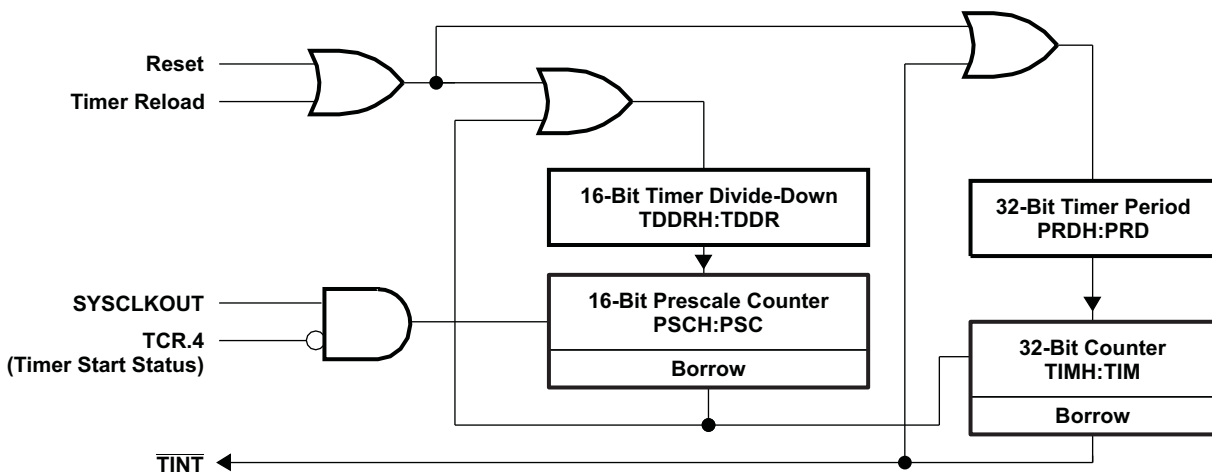 Reset
Timer Reload
16-Bit Timer Divide-Down
TDDRH:TDDR
32-Bit Timer Period
PRDH:PRD
SYSCLKOUT
TCR.4
(Timer Start Status)
16-Bit Prescale Counter
PSCH:PSC
Borrow
32-Bit Counter
TIMH:TIM
Borrow
TINT